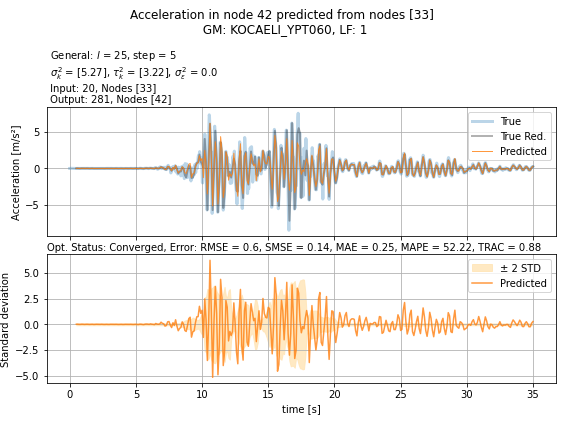 Acceleration in node 42 predicted from nodes [33]
GM: KOCAELI_YPT060, LF: 1
General: l = 25, step = 5
σ²ₖ = [5.27], τ²ₖ = [3.22], σ²ε = 0.0
Input: 20, Nodes [33]
Output: 281, Nodes [42]
Acceleration [m/s²]
5
0
−5
True
True Red.
Predicted
Opt. Status: Converged, Error: RMSE = 0.6, SMSE = 0.14, MAE = 0.25, MAPE = 52.22, TRAC = 0.88
Standard deviation
5.0
2.5
0.0
−2.5
−5.0
± 2 STD
Predicted
0 5 10 15 20 25 30 35
time [s]